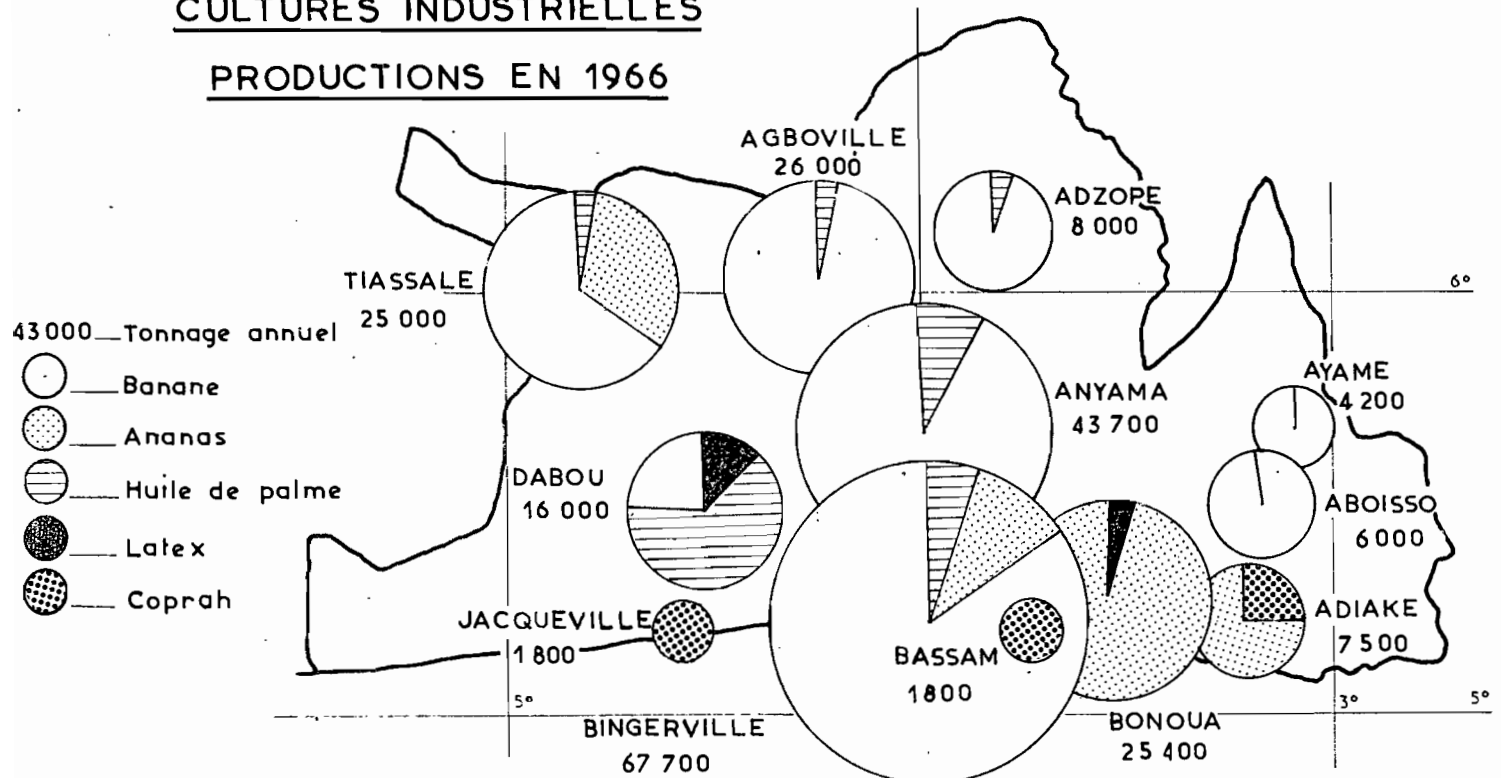 CULTURES INDUSTRIELLES
PRODUCTIONS EN 1966
AGBOVILLE
26 000
ADZOPE
8 000
TIASSALE
25 000
6°
43 000 Tonnage annuel
Banane
Ananas
Huile de palme
Latex
Coprah
ANYAMA
43 700
AYAME
4 200
DABOU
16 000
ABOISSO
6 000
JACQUEVILLE
1 800
BASSAM
1800
ADIAKE
7 500
5°
3°
5°
BINGERVILLE
67 700
BONOUA
25 400